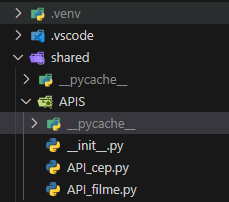 .venv
.vscode
shared
__pycache__
APIS
__pycache__
__init__.py
API_cep.py
API_filme.py